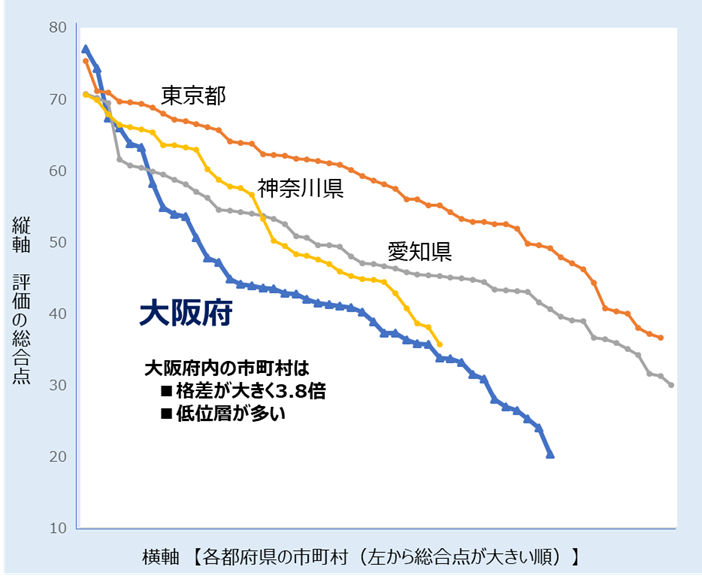 80
70
60
50
40
30
20
10
縦軸　評価の総合点
東京都
神奈川県
愛知県
大阪府
大阪府内の市町村は
■ 格差が大きく3.8倍
■ 低位層が多い
横軸 【各都府県の市町村（左から総合点が大きい順）】